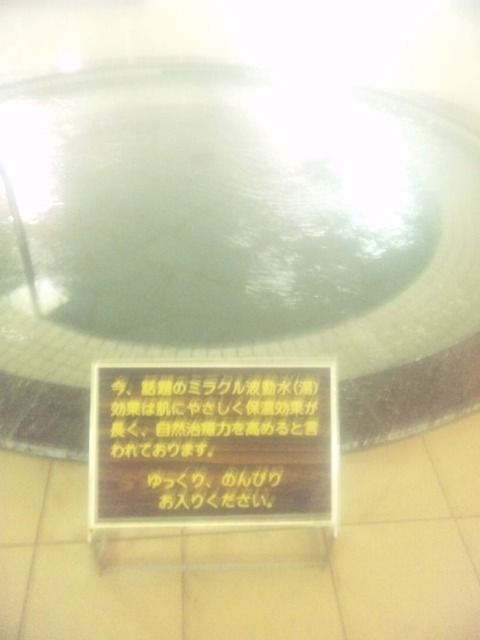 今、話題のミラクル波動水(湯)
効果は肌にやさしく保温効果が
長く、自然治癒力を高めると言
われております。
ゆっくり、のんびり
お入りください。